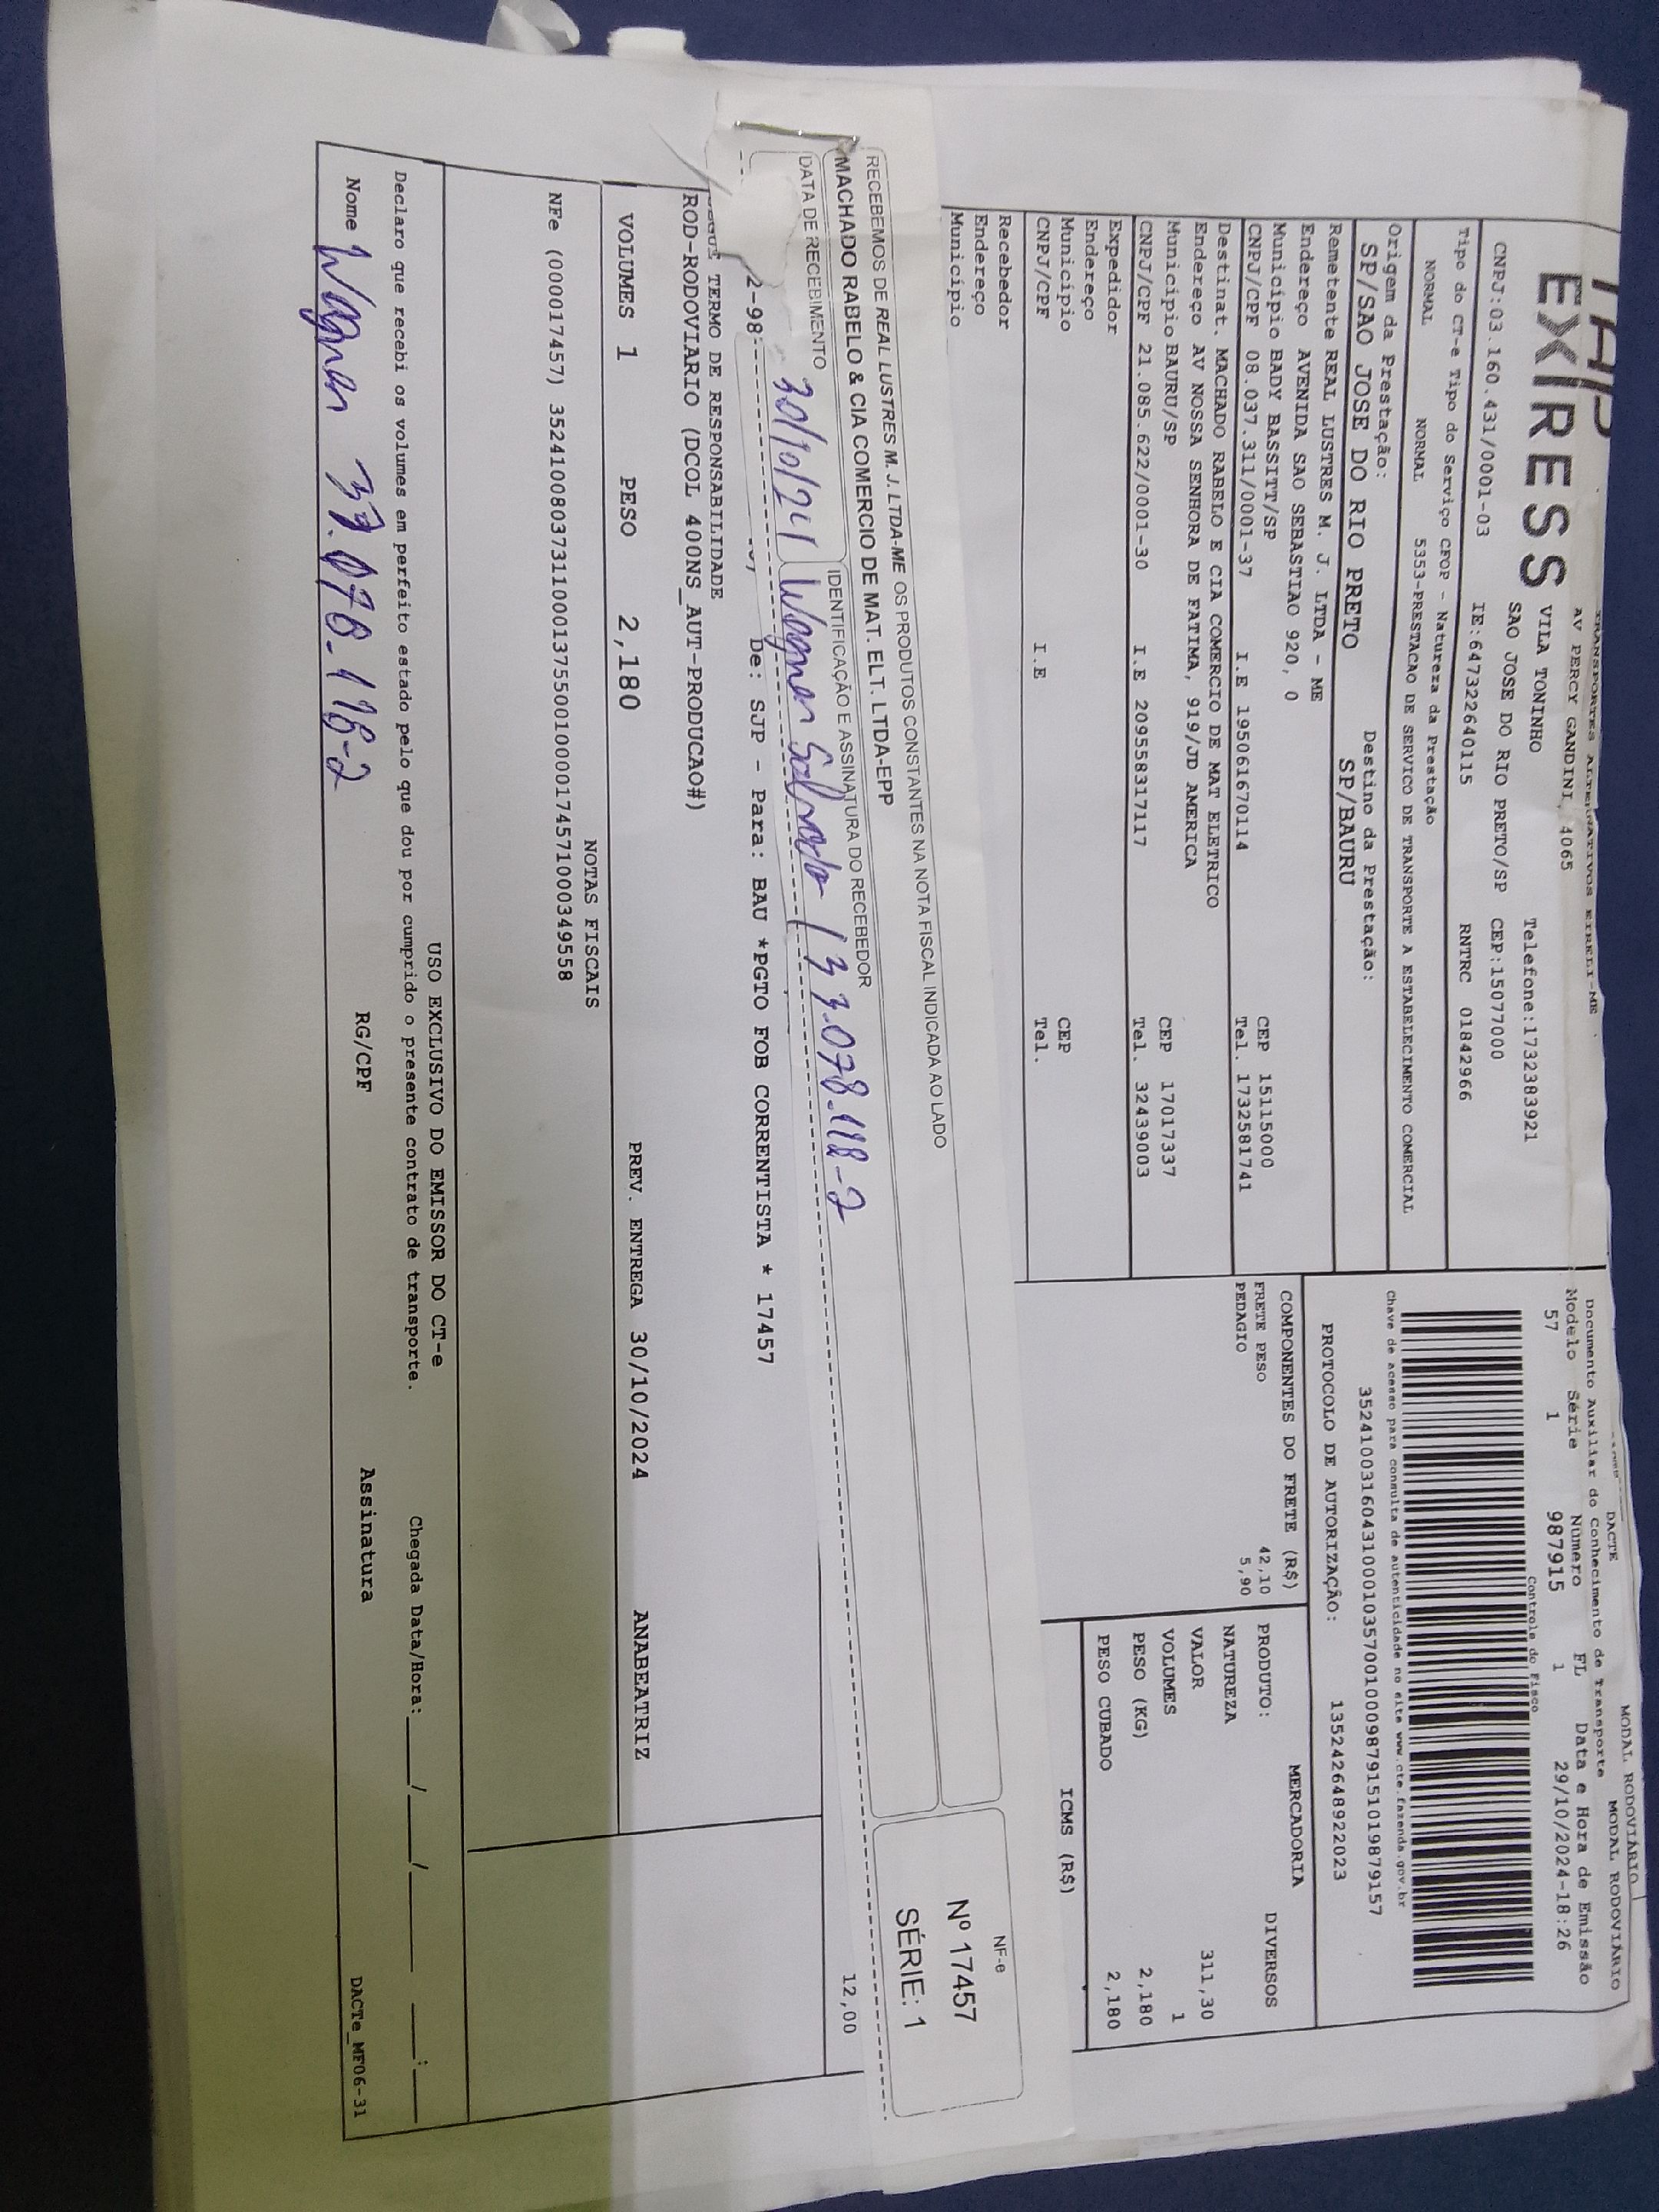 EXPRESS
TRANSPORTES ALTERNATIVOS EIRELI-ME
AV PERCY GANDINI 4065
VILA TONINHO
Telefone:1732383921
SAO JOSE DO RIO PRETO/SP CEP:15077000
CNPJ:03.160.431/0001-03 IE:647322640115 RNTRC 01842966
Tipo do CT-e Tipo do Serviço CFOP - Natureza da Prestação
NORMAL NORMAL 5353-PRESTACAO DE SERVICO DE TRANSPORTE A ESTABELECIMENTO COMERCIAL
Origem da Prestação: Destino da Prestação:
SP/SAO JOSE DO RIO PRETO SP/BAURU
Remetente REAL LUSTRES M. J. LTDA - ME
Endereço AVENIDA SAO SEBASTIAO 920, 0
Município BADY BASSITT/SP CEP 15115000
CNPJ/CPF 08.037.311/0001-37 I.E 195061670114 Tel. 1732581741
Destinat. MACHADO RABELO E CIA COMERCIO DE MAT ELETRICO
Endereço AV NOSSA SENHORA DE FATIMA, 919/JD AMERICA
Municipio BAURU/SP CEP 17017337
CNPJ/CPF 21.085.622/0001-30 I.E 209558317117 Tel. 32439003
Expedidor
Endereço
Município CEP
CNPJ/CPF I.E Tel.
Recebedor
Endereço
Município
MODAL RODOVIÁRIO
DACTE MODAL RODOVIÁRIO
Documento Auxiliar do Conhecimento de Transporte
Modelo Série Número FL Data e Hora de Emissão
57 1 987915 1 29/10/2024-18:26
Controle do Fisco
Chave de acesso para consulta de autenticidade no site www.cte.fazenda.gov.br
35241003160431000103570010009879151019879157
PROTOCOLO DE AUTORIZAÇÃO: 135242648922023
COMPONENTES DO FRETE (R$)
FRETE PESO 42,10
PEDAGIO 5,90
MERCADORIA
PRODUTO: DIVERSOS
NATUREZA
VALOR 311,30
VOLUMES 1
PESO (KG) 2,180
PESO CUBADO 2,180
ICMS (R$)
12,00
RECEBEMOS DE REAL LUSTRES M. J. LTDA-ME OS PRODUTOS CONSTANTES NA NOTA FISCAL INDICADA AO LADO
MACHADO RABELO & CIA COMERCIO DE MAT. ELT. LTDA-EPP
DATA DE RECEBIMENTO IDENTIFICAÇÃO E ASSINATURA DO RECEBEDOR
30/10/24 Wagner Salvado 37.078.118-2
NF-e
Nº 17457
SÉRIE: 1
2-98: De: SJP - Para: BAU *PGTO FOB CORRENTISTA * 17457
TERMO DE RESPONSABILIDADE
ROD-RODOVIARIO (DCOL 400NS_AUT-PRODUCAO#)
VOLUMES 1 PESO 2,180 PREV. ENTREGA 30/10/2024 ANABEATRIZ
NOTAS FISCAIS
NFe (000017457) 35241008037311000137550010000174571000349558
USO EXCLUSIVO DO EMISSOR DO CT-e
Declaro que recebi os volumes em perfeito estado pelo que dou por cumprido o presente contrato de transporte. Chegada Data/Hora:____/____/____ ___:___
Nome Wagner 37.078.118-2 RG/CPF Assinatura
DACTe_MF06-31